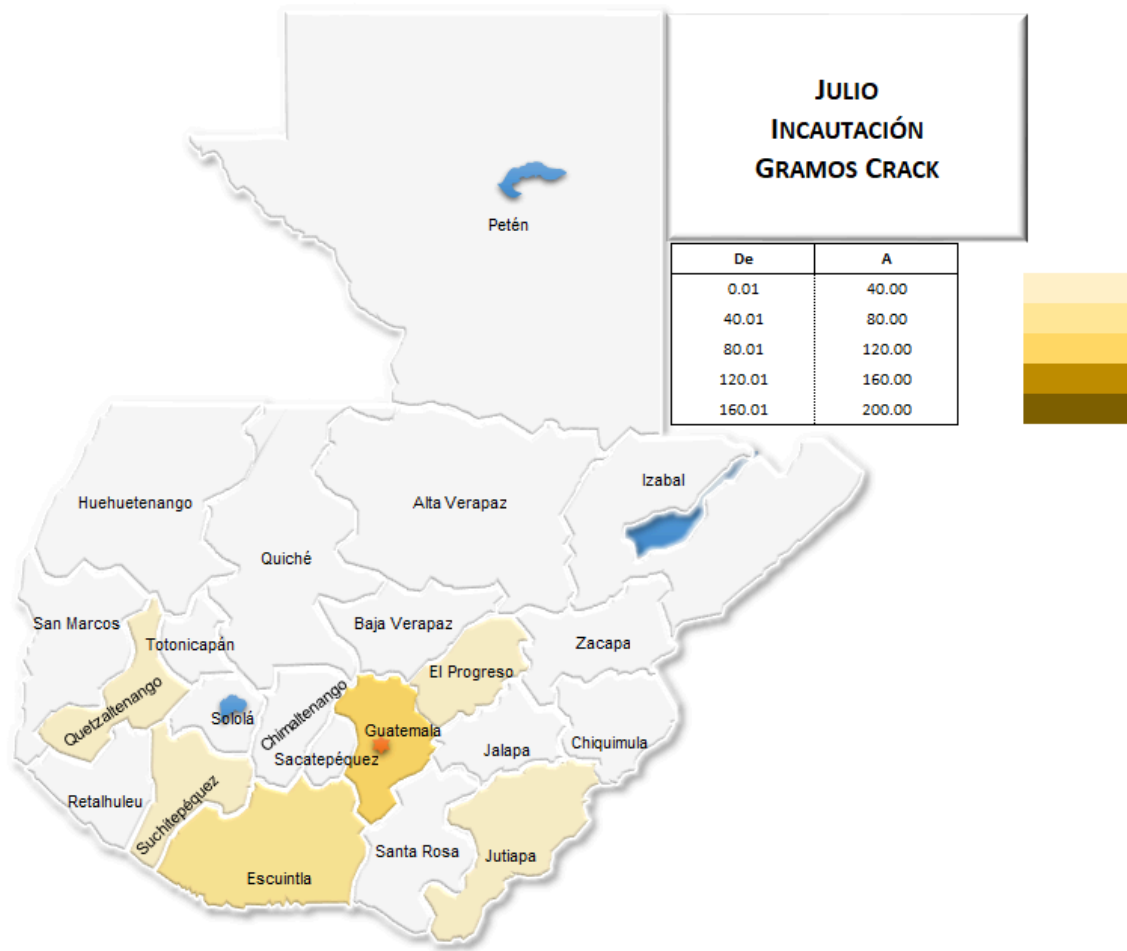 JULIO
INCAUTACIÓN
GRAMOS CRACK
De A
0.01 40.00
40.01 80.00
80.01 120.00
120.01 160.00
160.01 200.00
Petén
Izabal
Huehuetenango
Alta Verapaz
Quiché
San Marcos
Baja Verapaz
Totonicapán
Zacapa
El Progreso
Quetzaltenango
Sololá
Chimaltenango
Guatemala
Sacatepéquez
Jalapa
Chiquimula
Retalhuleu
Suchitepéquez
Santa Rosa
Jutiapa
Escuintla